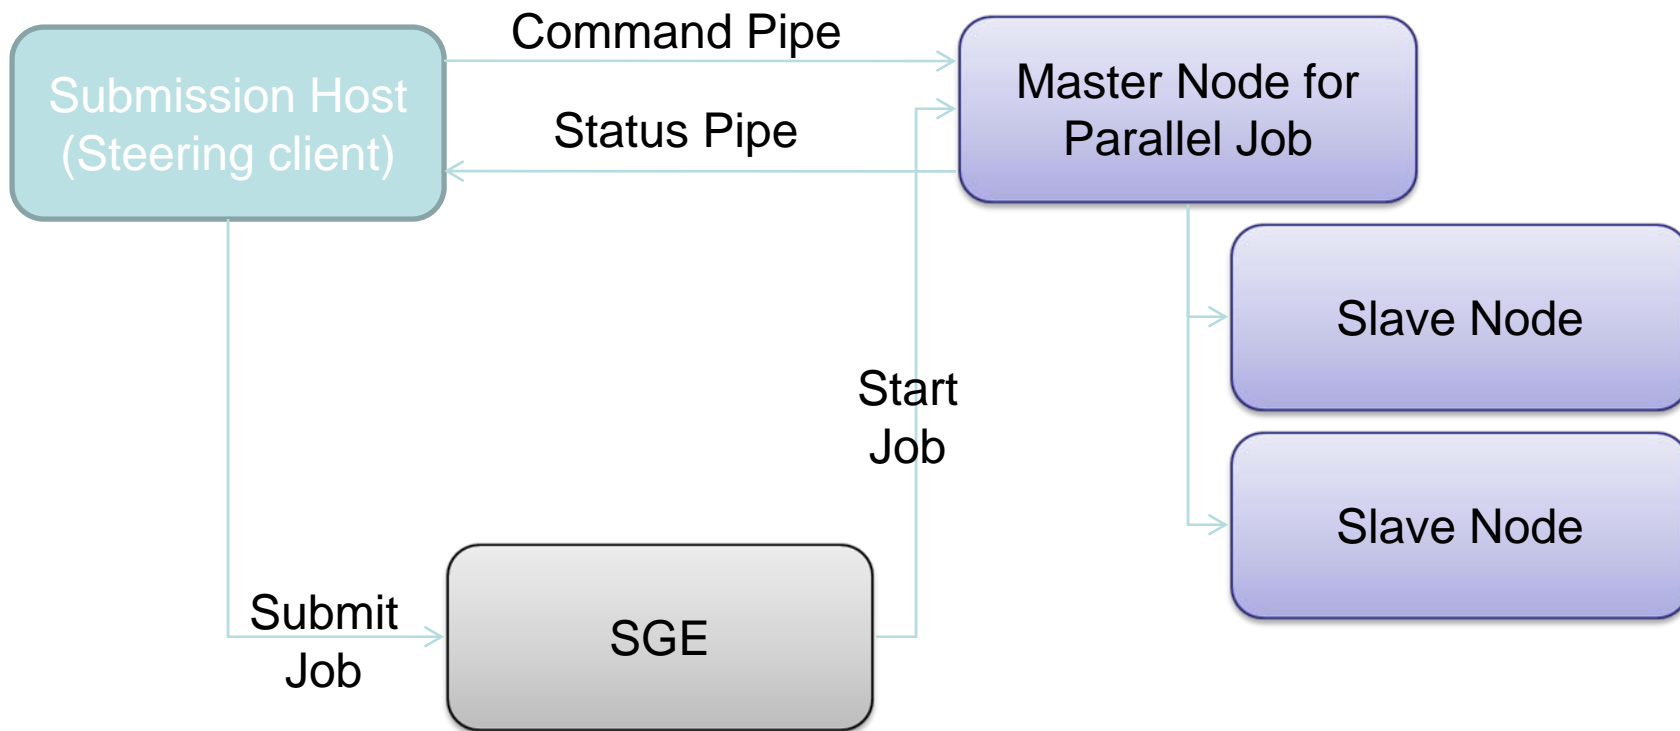 Submission Host
(Steering client)
Command Pipe
Status Pipe
Master Node for
Parallel Job
Slave Node
Start
Job
Slave Node
Submit
Job
SGE